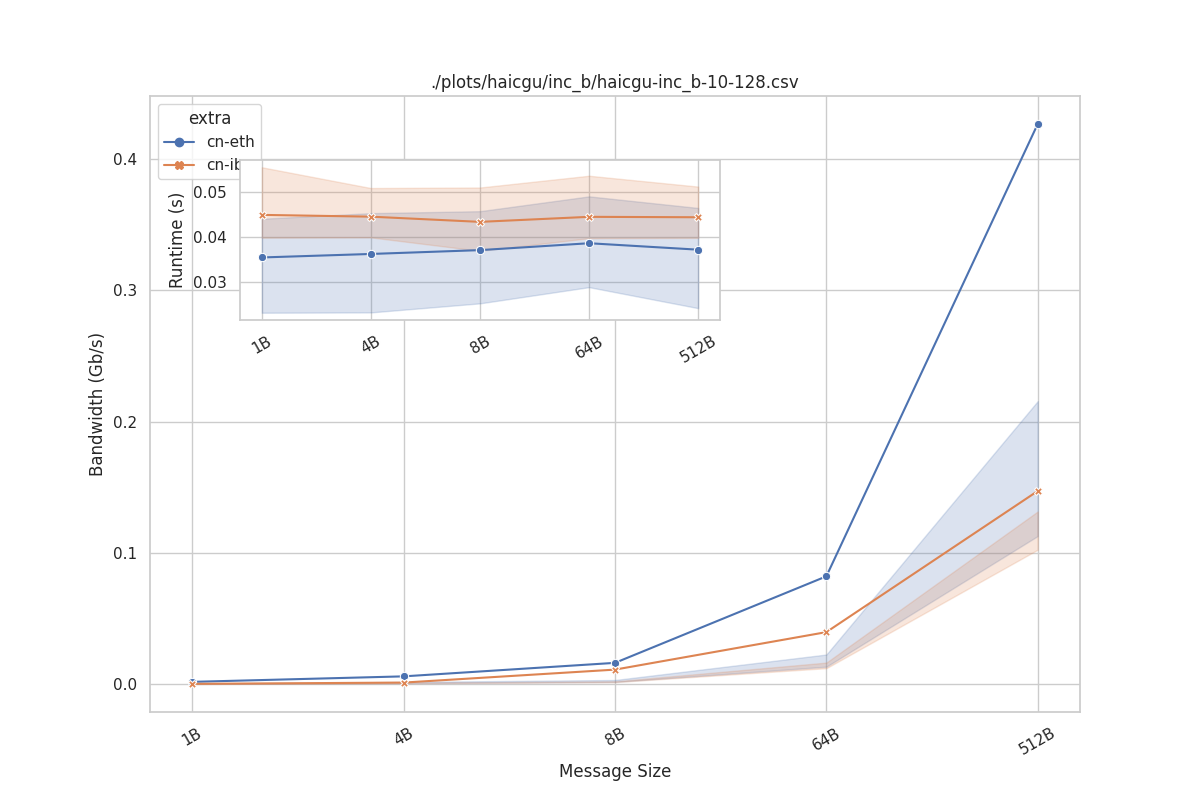 ./plots/haicgu/inc_b/haicgu-inc_b-10-128.csv
extra
cn-eth
cn-ib
0.05
0.04
0.03
Runtime (s)
1B
4B
8B
64B
512B
0.4
0.3
0.2
0.1
0.0
Bandwidth (Gb/s)
1B
4B
8B
64B
512B
Message Size